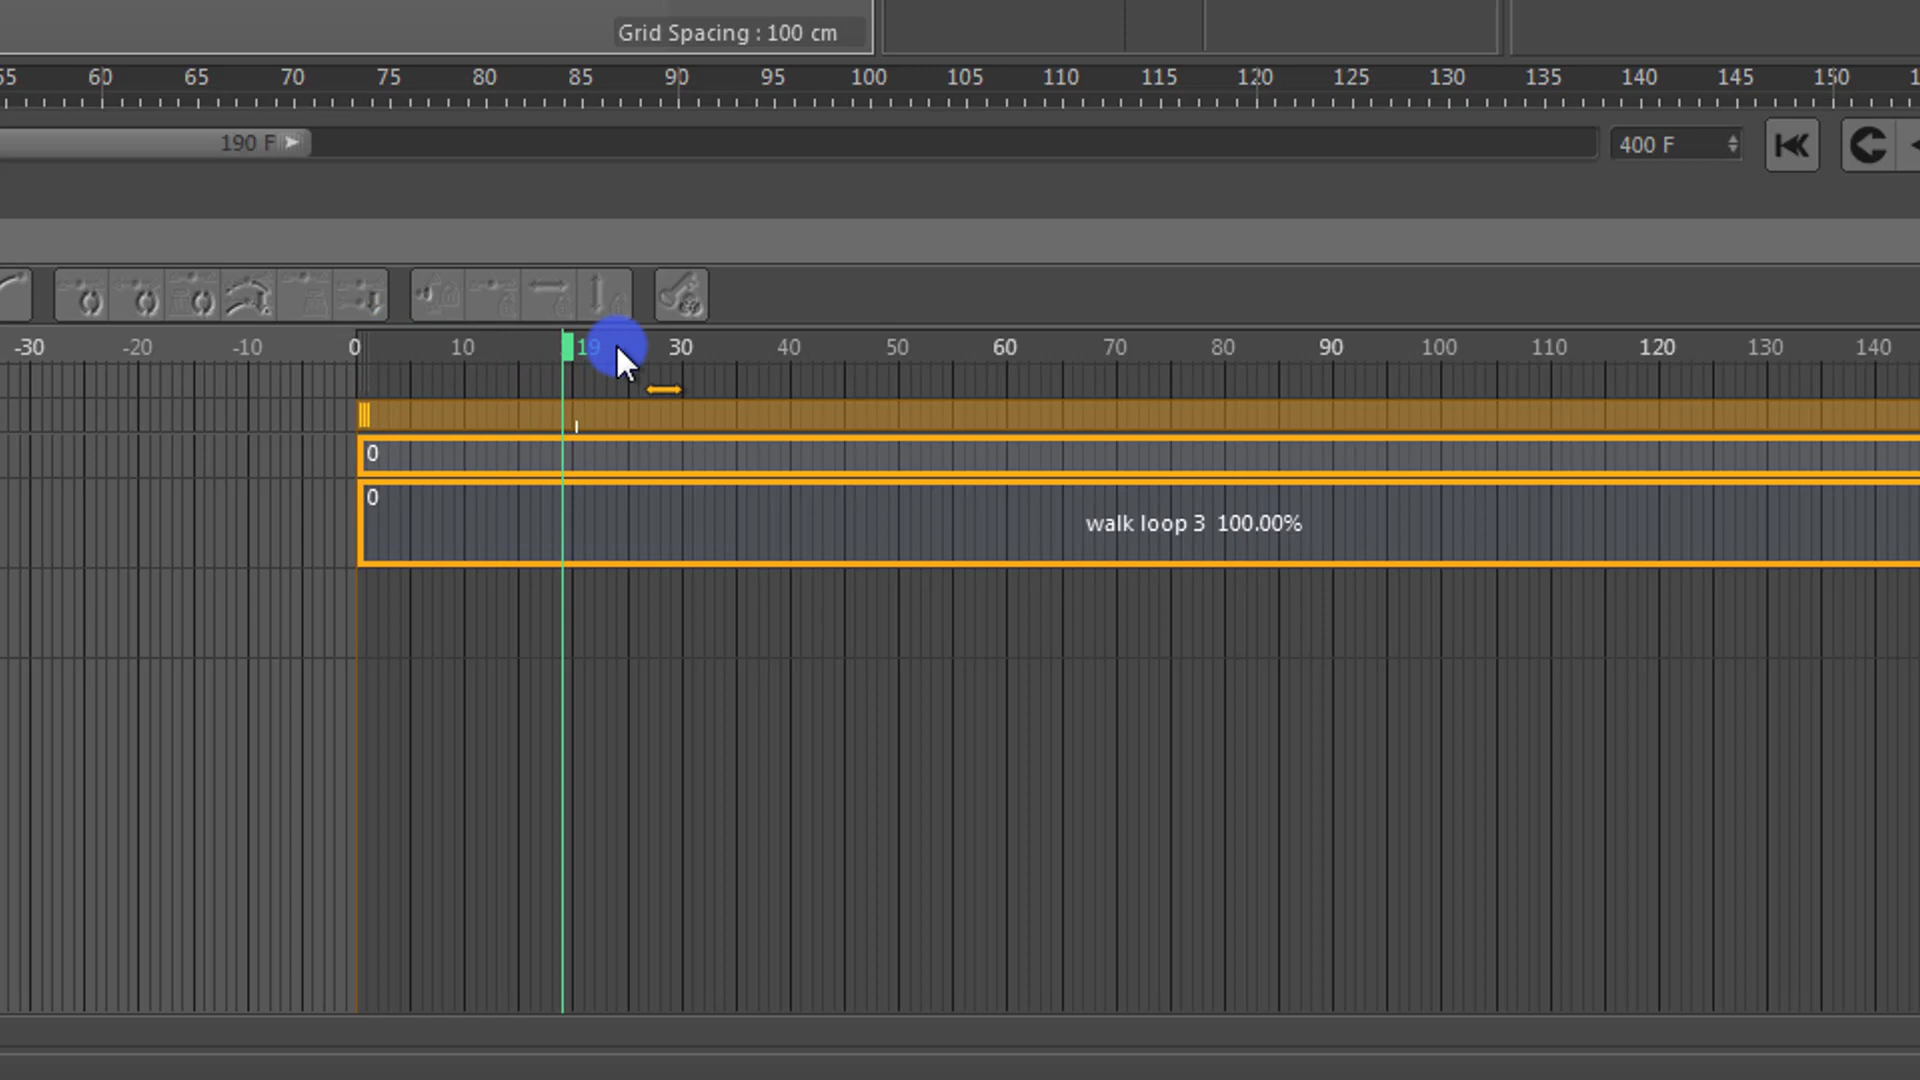 Grid Spacing : 100 cm
55 60 65 70 75 80 85 90 95 100 105 110 115 120 125 130 135 140 145 150
190 F
400 F
-30 -20 -10 0 10 19 30 40 50 60 70 80 90 100 110 120 130 140
0
0
walk loop 3 100.00%